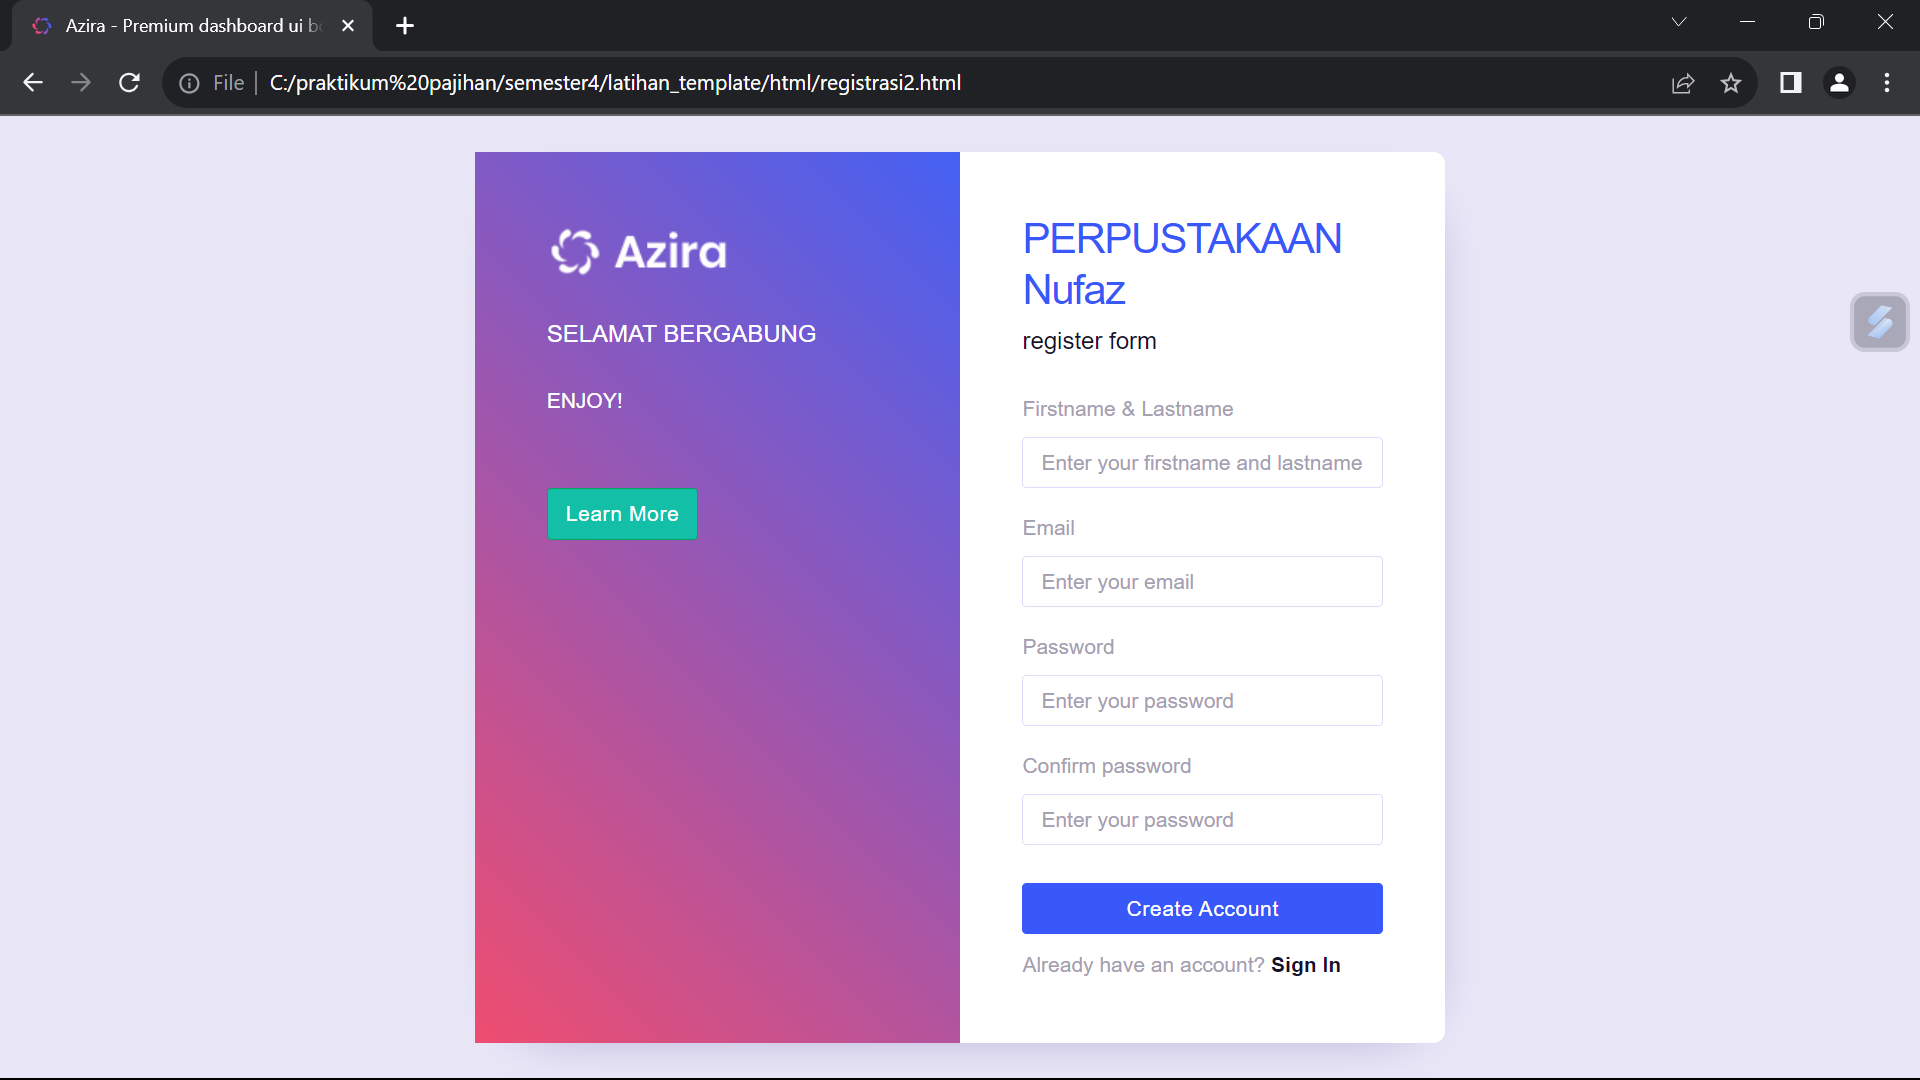 Azira - Premium dashboard ui
File
C:/praktikum%20pajihan/semester4/latihan_template/html/registrasi2.html
Azira
SELAMAT BERGABUNG
ENJOY!
Learn More
PERPUSTAKAAN
Nufaz
register form
Firstname & Lastname
Enter your firstname and lastname
Email
Enter your email
Password
Enter your password
Confirm password
Enter your password
Create Account
Already have an account? Sign In